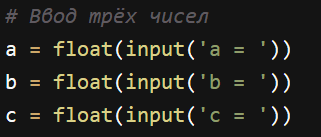 # Ввод трёх чисел
a = float(input('a = '))
b = float(input('b = '))
c = float(input('c = '))